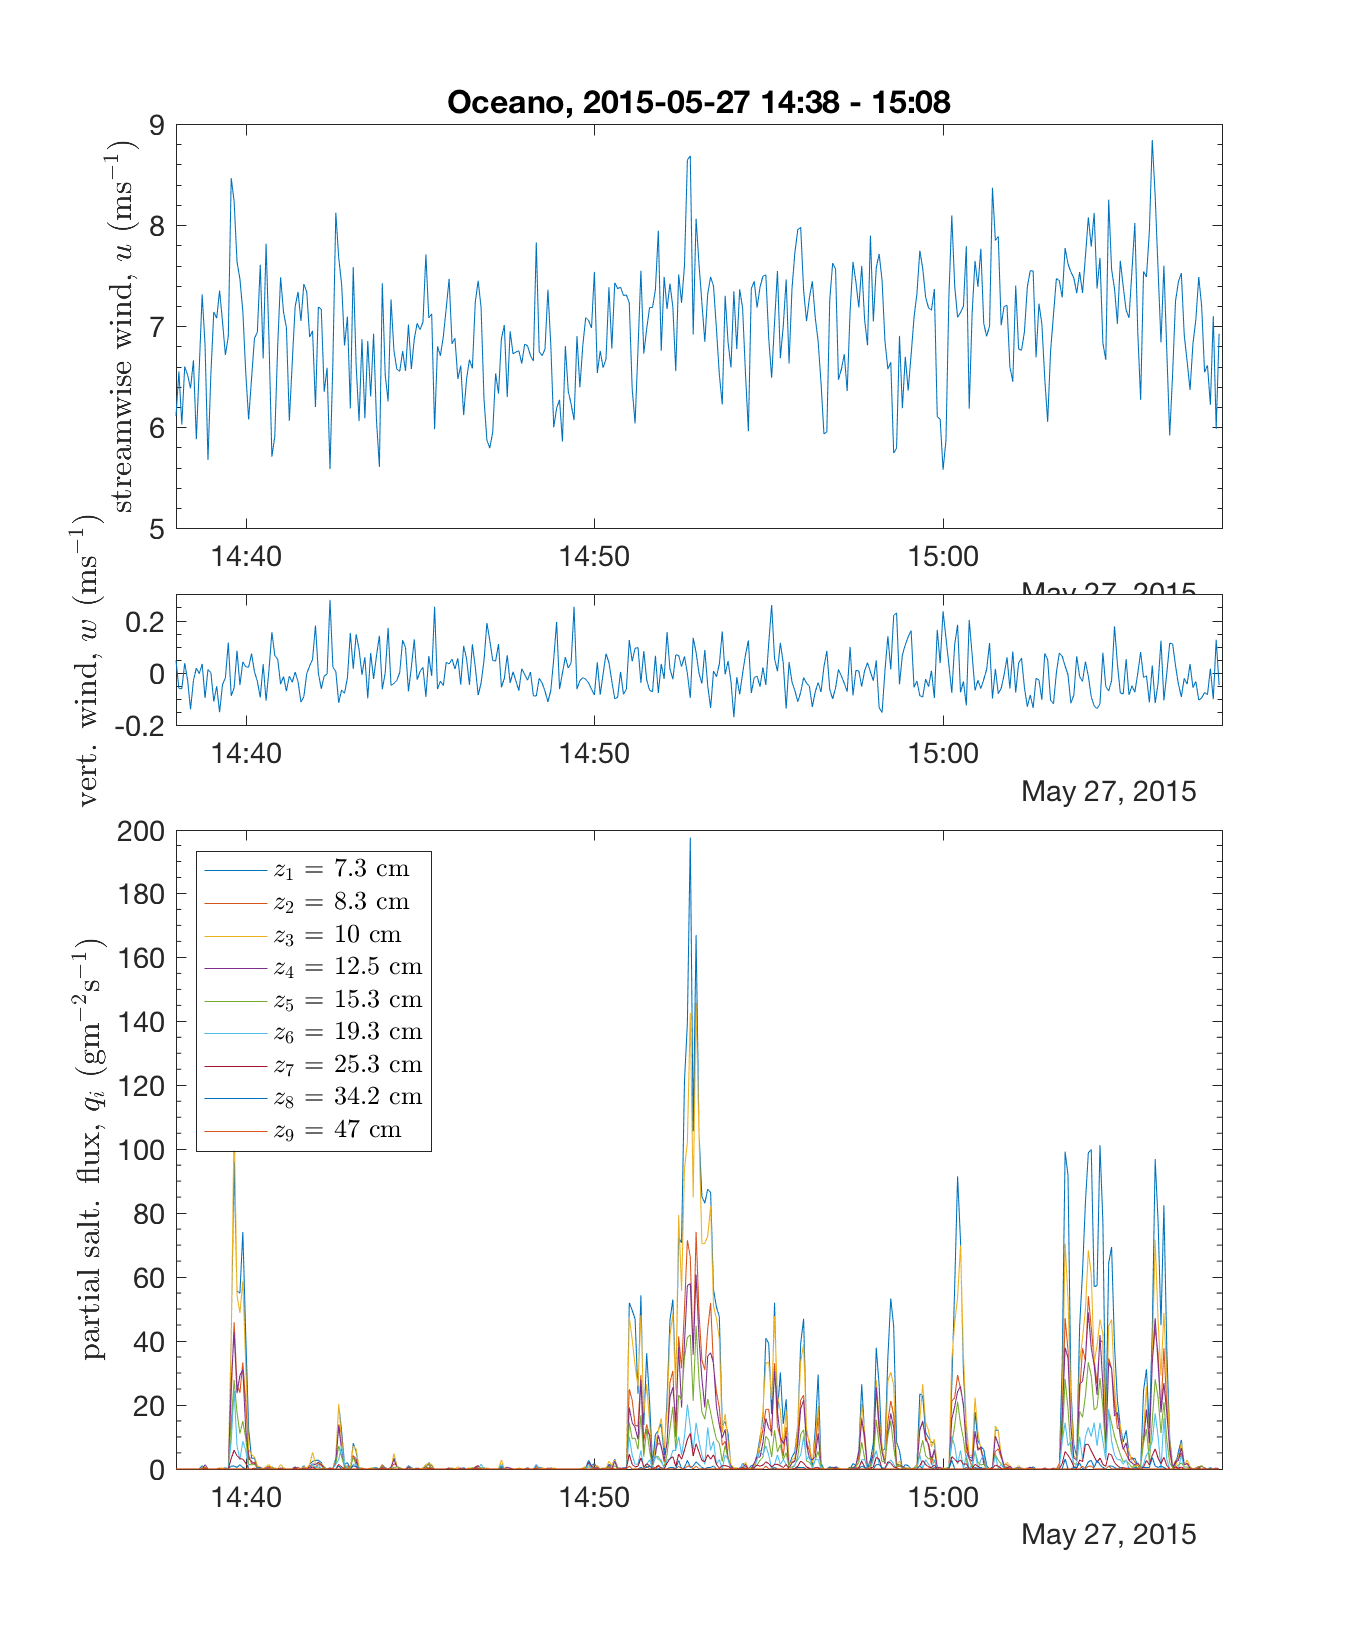 Oceano, 2015-05-27 14:38 - 15:08
streamwise wind, u (ms⁻¹)
9
8
7
6
5
14:40 14:50 15:00
May 27, 2015
vert. wind, w (ms⁻¹)
0.2
0
-0.2
14:40 14:50 15:00
May 27, 2015
partial salt. flux, qᵢ (gm⁻²s⁻¹)
200
180
160
140
120
100
80
60
40
20
0
z₁ = 7.3 cm
z₂ = 8.3 cm
z₃ = 10 cm
z₄ = 12.5 cm
z₅ = 15.3 cm
z₆ = 19.3 cm
z₇ = 25.3 cm
z₈ = 34.2 cm
z₉ = 47 cm
14:40 14:50 15:00
May 27, 2015